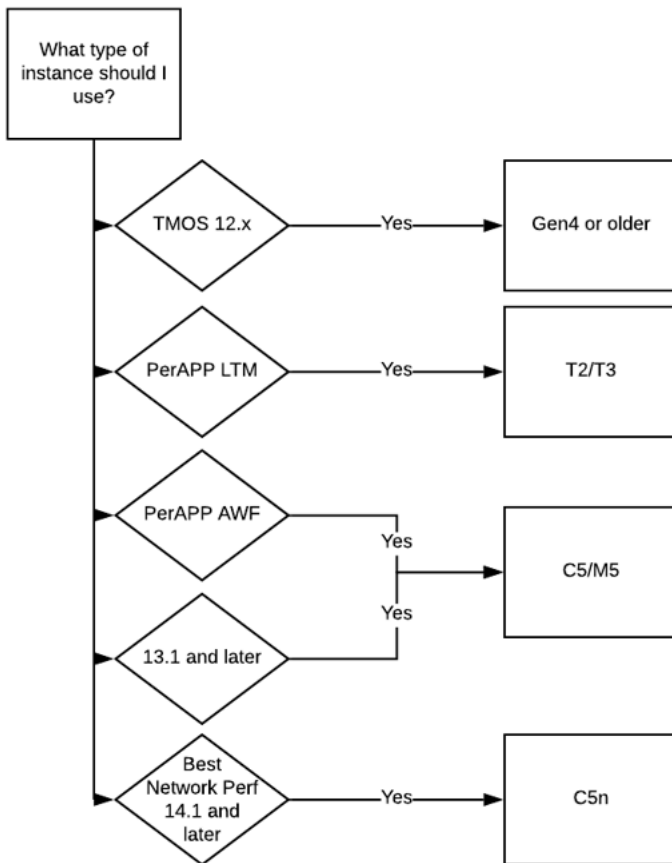 What type of
instance should I
use?
TMOS 12.x
Yes
Gen4 or older
PerAPP LTM
Yes
T2/T3
PerAPP AWF
Yes
C5/M5
Yes
13.1 and later
Best
Network Perf
14.1 and
later
Yes
C5n